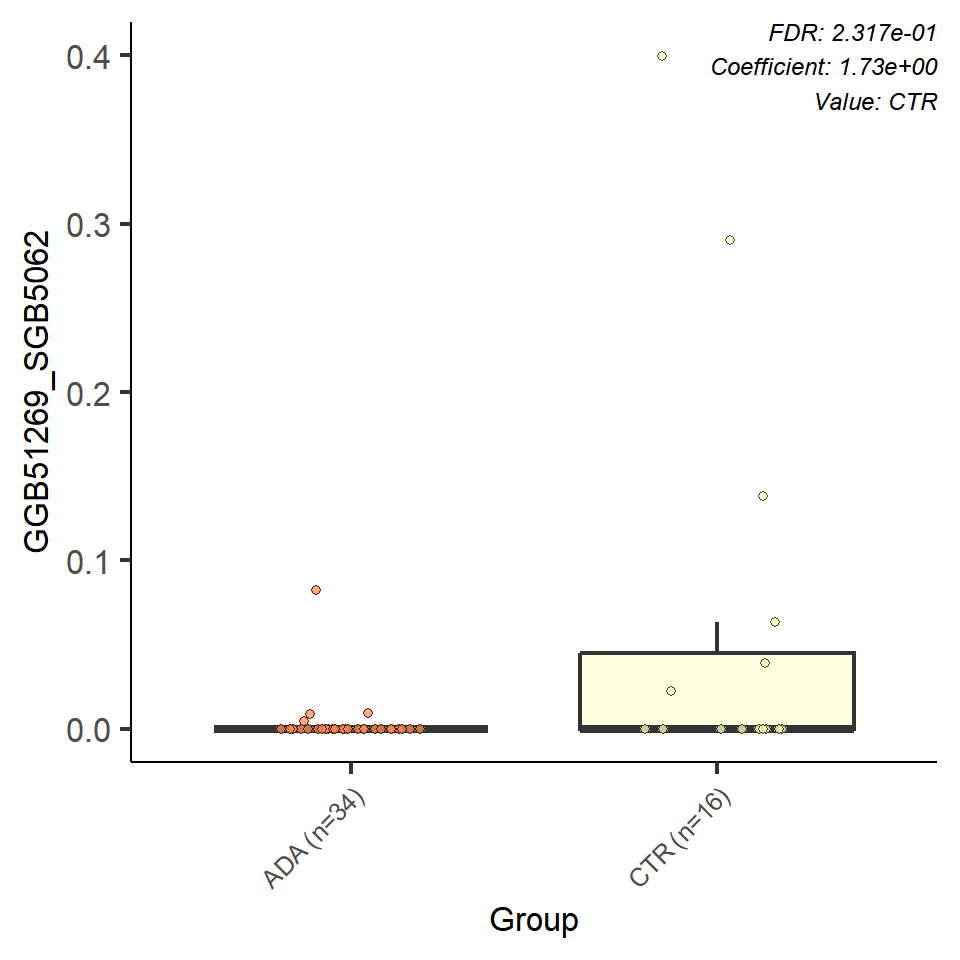 FDR: 2.317e-01
Coefficient: 1.73e+00
Value: CTR
GGB51269_SGB5062
0.4
0.3
0.2
0.1
0.0
ADA (n=34)
CTR (n=16)
Group